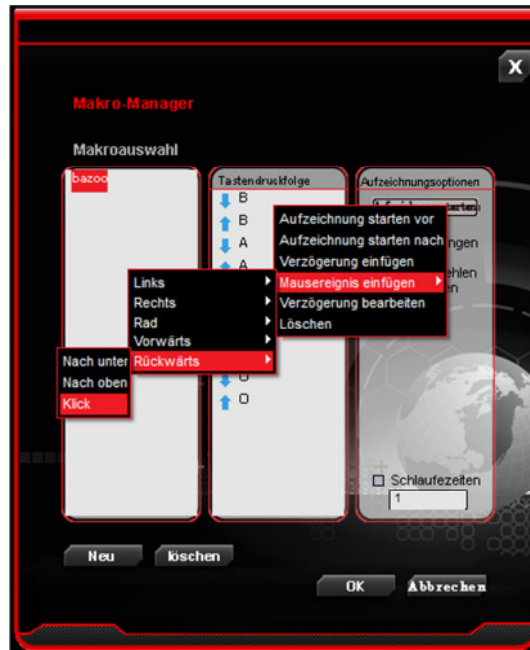 X
Makro-Manager
Makroauswahl
bazoo
Tastendruckfolge
B
B
A
A
O
O
Aufzeichnungsoptionen
Aufzeichnung starten vor
Aufzeichnung starten nach
Verzögerung einfügen
Mausereignis einfügen
Verzögerung bearbeiten
Löschen
Links
Rechts
Rad
Vorwärts
Rückwärts
Nach unter
Nach oben
Klick
Schlaufezeiten
1
Neu
löschen
OK
Abbrechen